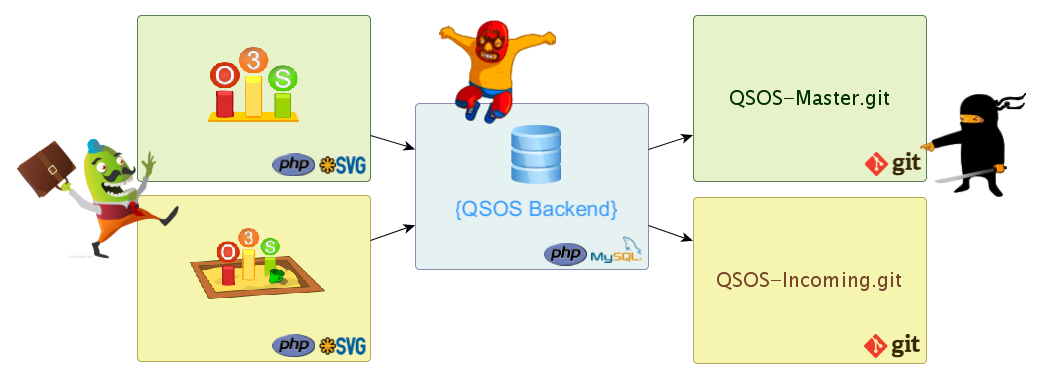 O 3 S
php SVG
O 3 S
php SVG
{QSOS Backend}
php MySQL
QSOS-Master.git
git
QSOS-Incoming.git
git